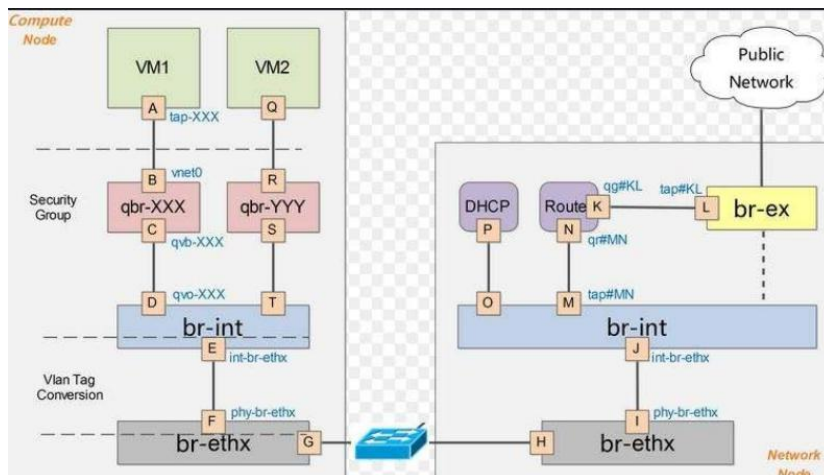 Compute
Node
VM1
VM2
A
tap-XXX
Q
Security
Group
B
vnet0
R
qbr-XXX
qbr-YYY
C
qvb-XXX
S
D
qvo-XXX
T
br-int
E
int-br-ethx
Vlan Tag
Conversion
F
phy-br-ethx
br-ethx
G
Public
Network
qg#KL
tap#KL
DHCP
Route
K
L
br-ex
P
N
qr#MN
O
M
tap#MN
br-int
J
int-br-ethx
I
phy-br-ethx
H
br-ethx
Network
Node